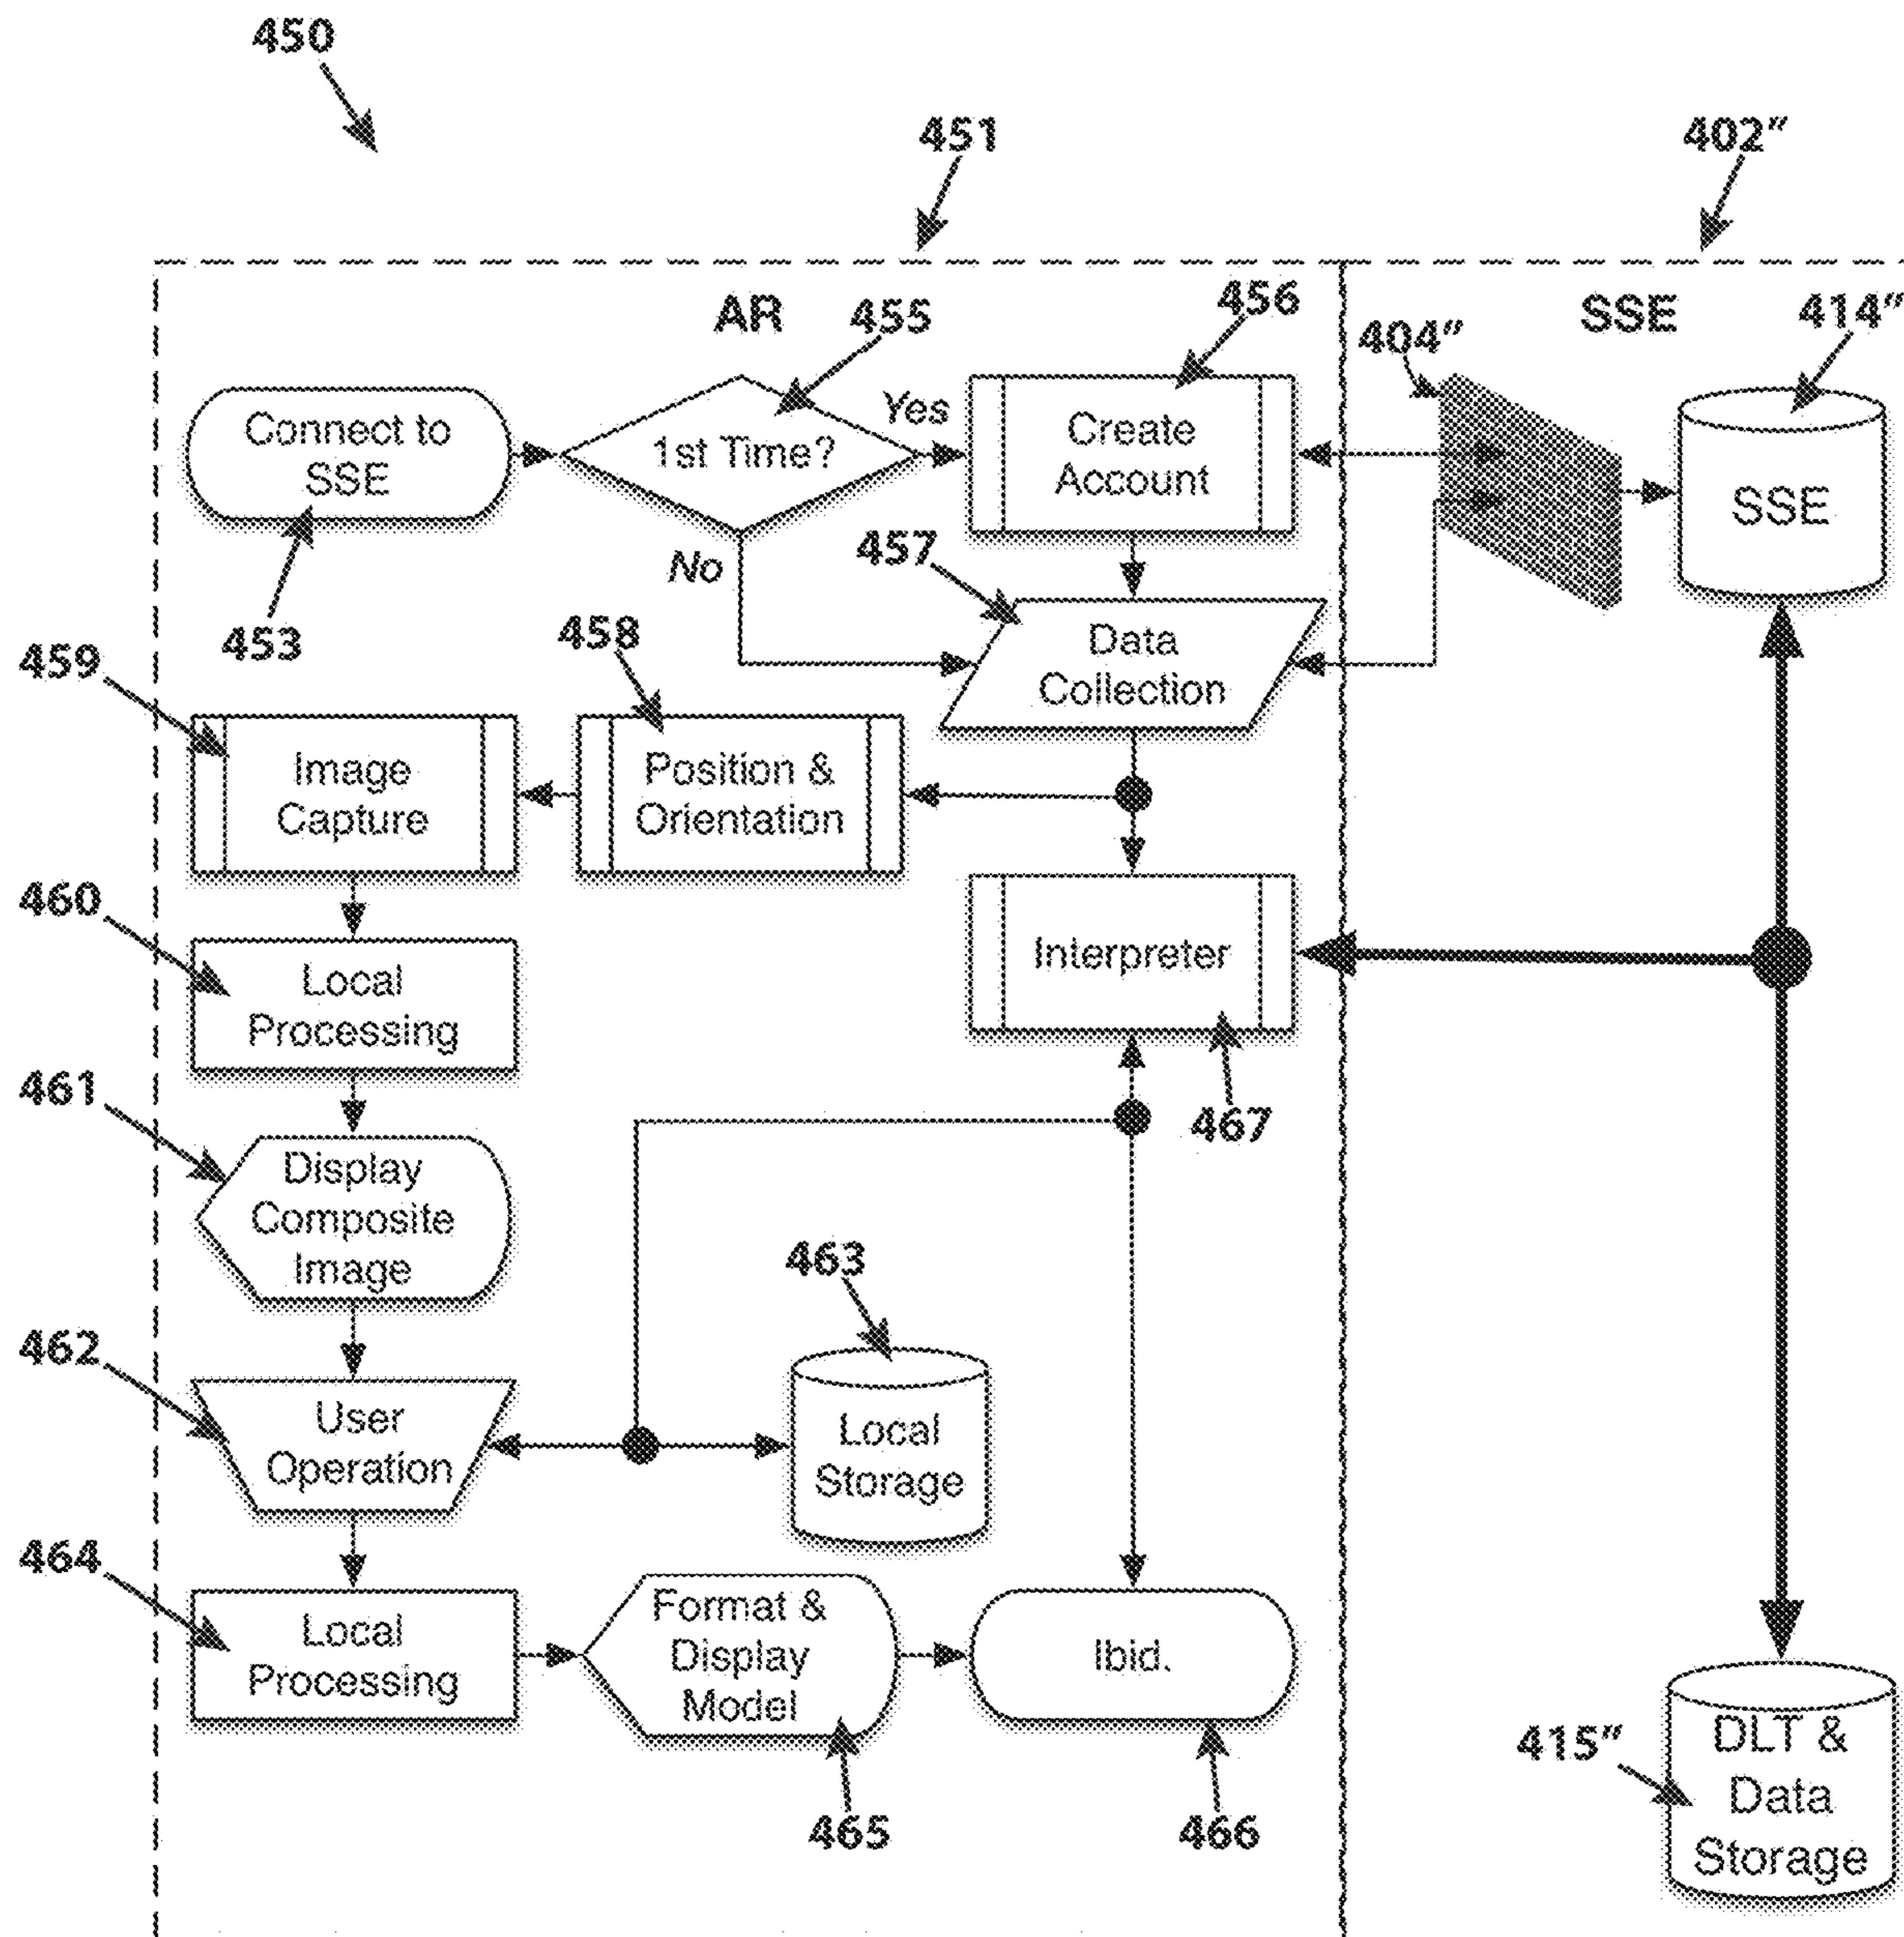 450
451
402″
AR
455
456
SSE
414″
404″
Connect to
SSE
1st Time?
Yes
Create
Account
SSE
No
457
453
458
Data
Collection
459
Image
Capture
Position &
Orientation
460
Local
Processing
Interpreter
467
461
Display
Composite
Image
463
462
User
Operation
Local
Storage
464
Local
Processing
Format &
Display
Model
Ibid.
465
466
415″
DLT &
Data
Storage